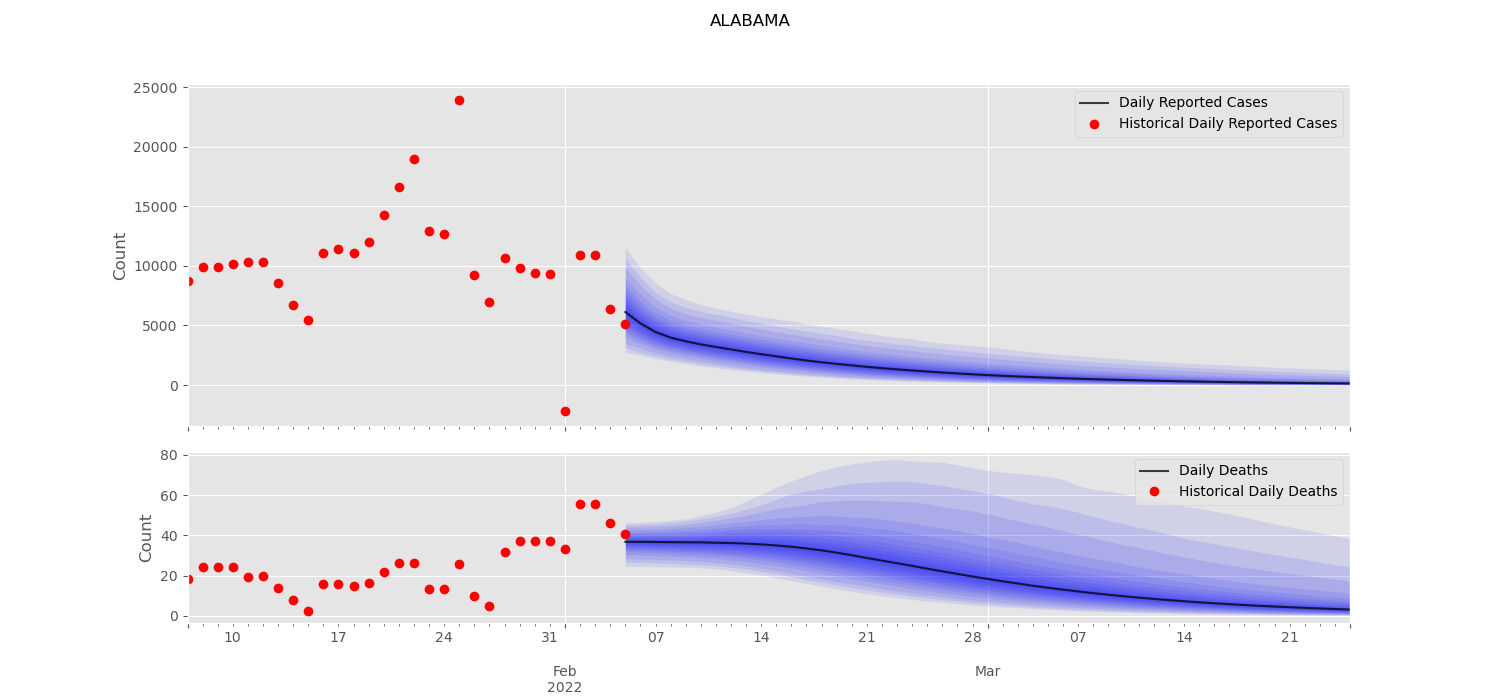 ALABAMA
25000
20000
15000
10000
5000
0
Count
Daily Reported Cases
Historical Daily Reported Cases
80
60
40
20
0
Count
Daily Deaths
Historical Daily Deaths
10 17 24 31 07 14 21 28 07 14 21
Feb Mar
2022